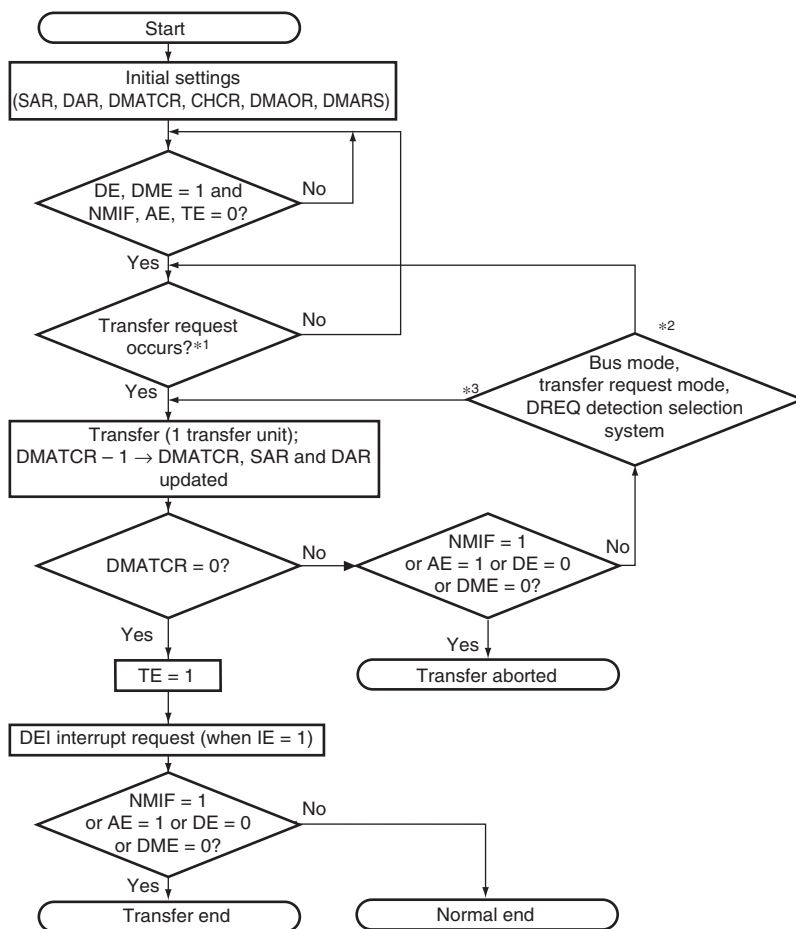 Start
Initial settings
(SAR, DAR, DMATCR, CHCR, DMAOR, DMARS)
DE, DME = 1 and
NMIF, AE, TE = 0?
No
Yes
Transfer request
occurs?*1
No
Yes
*2
Bus mode,
transfer request mode,
DREQ detection selection
system
*3
Transfer (1 transfer unit);
DMATCR – 1 → DMATCR, SAR and DAR
updated
DMATCR = 0?
No
Yes
NMIF = 1
or AE = 1 or DE = 0
or DME = 0?
No
Yes
Transfer aborted
TE = 1
DEI interrupt request (when IE = 1)
NMIF = 1
or AE = 1 or DE = 0
or DME = 0?
No
Yes
Transfer end
Normal end